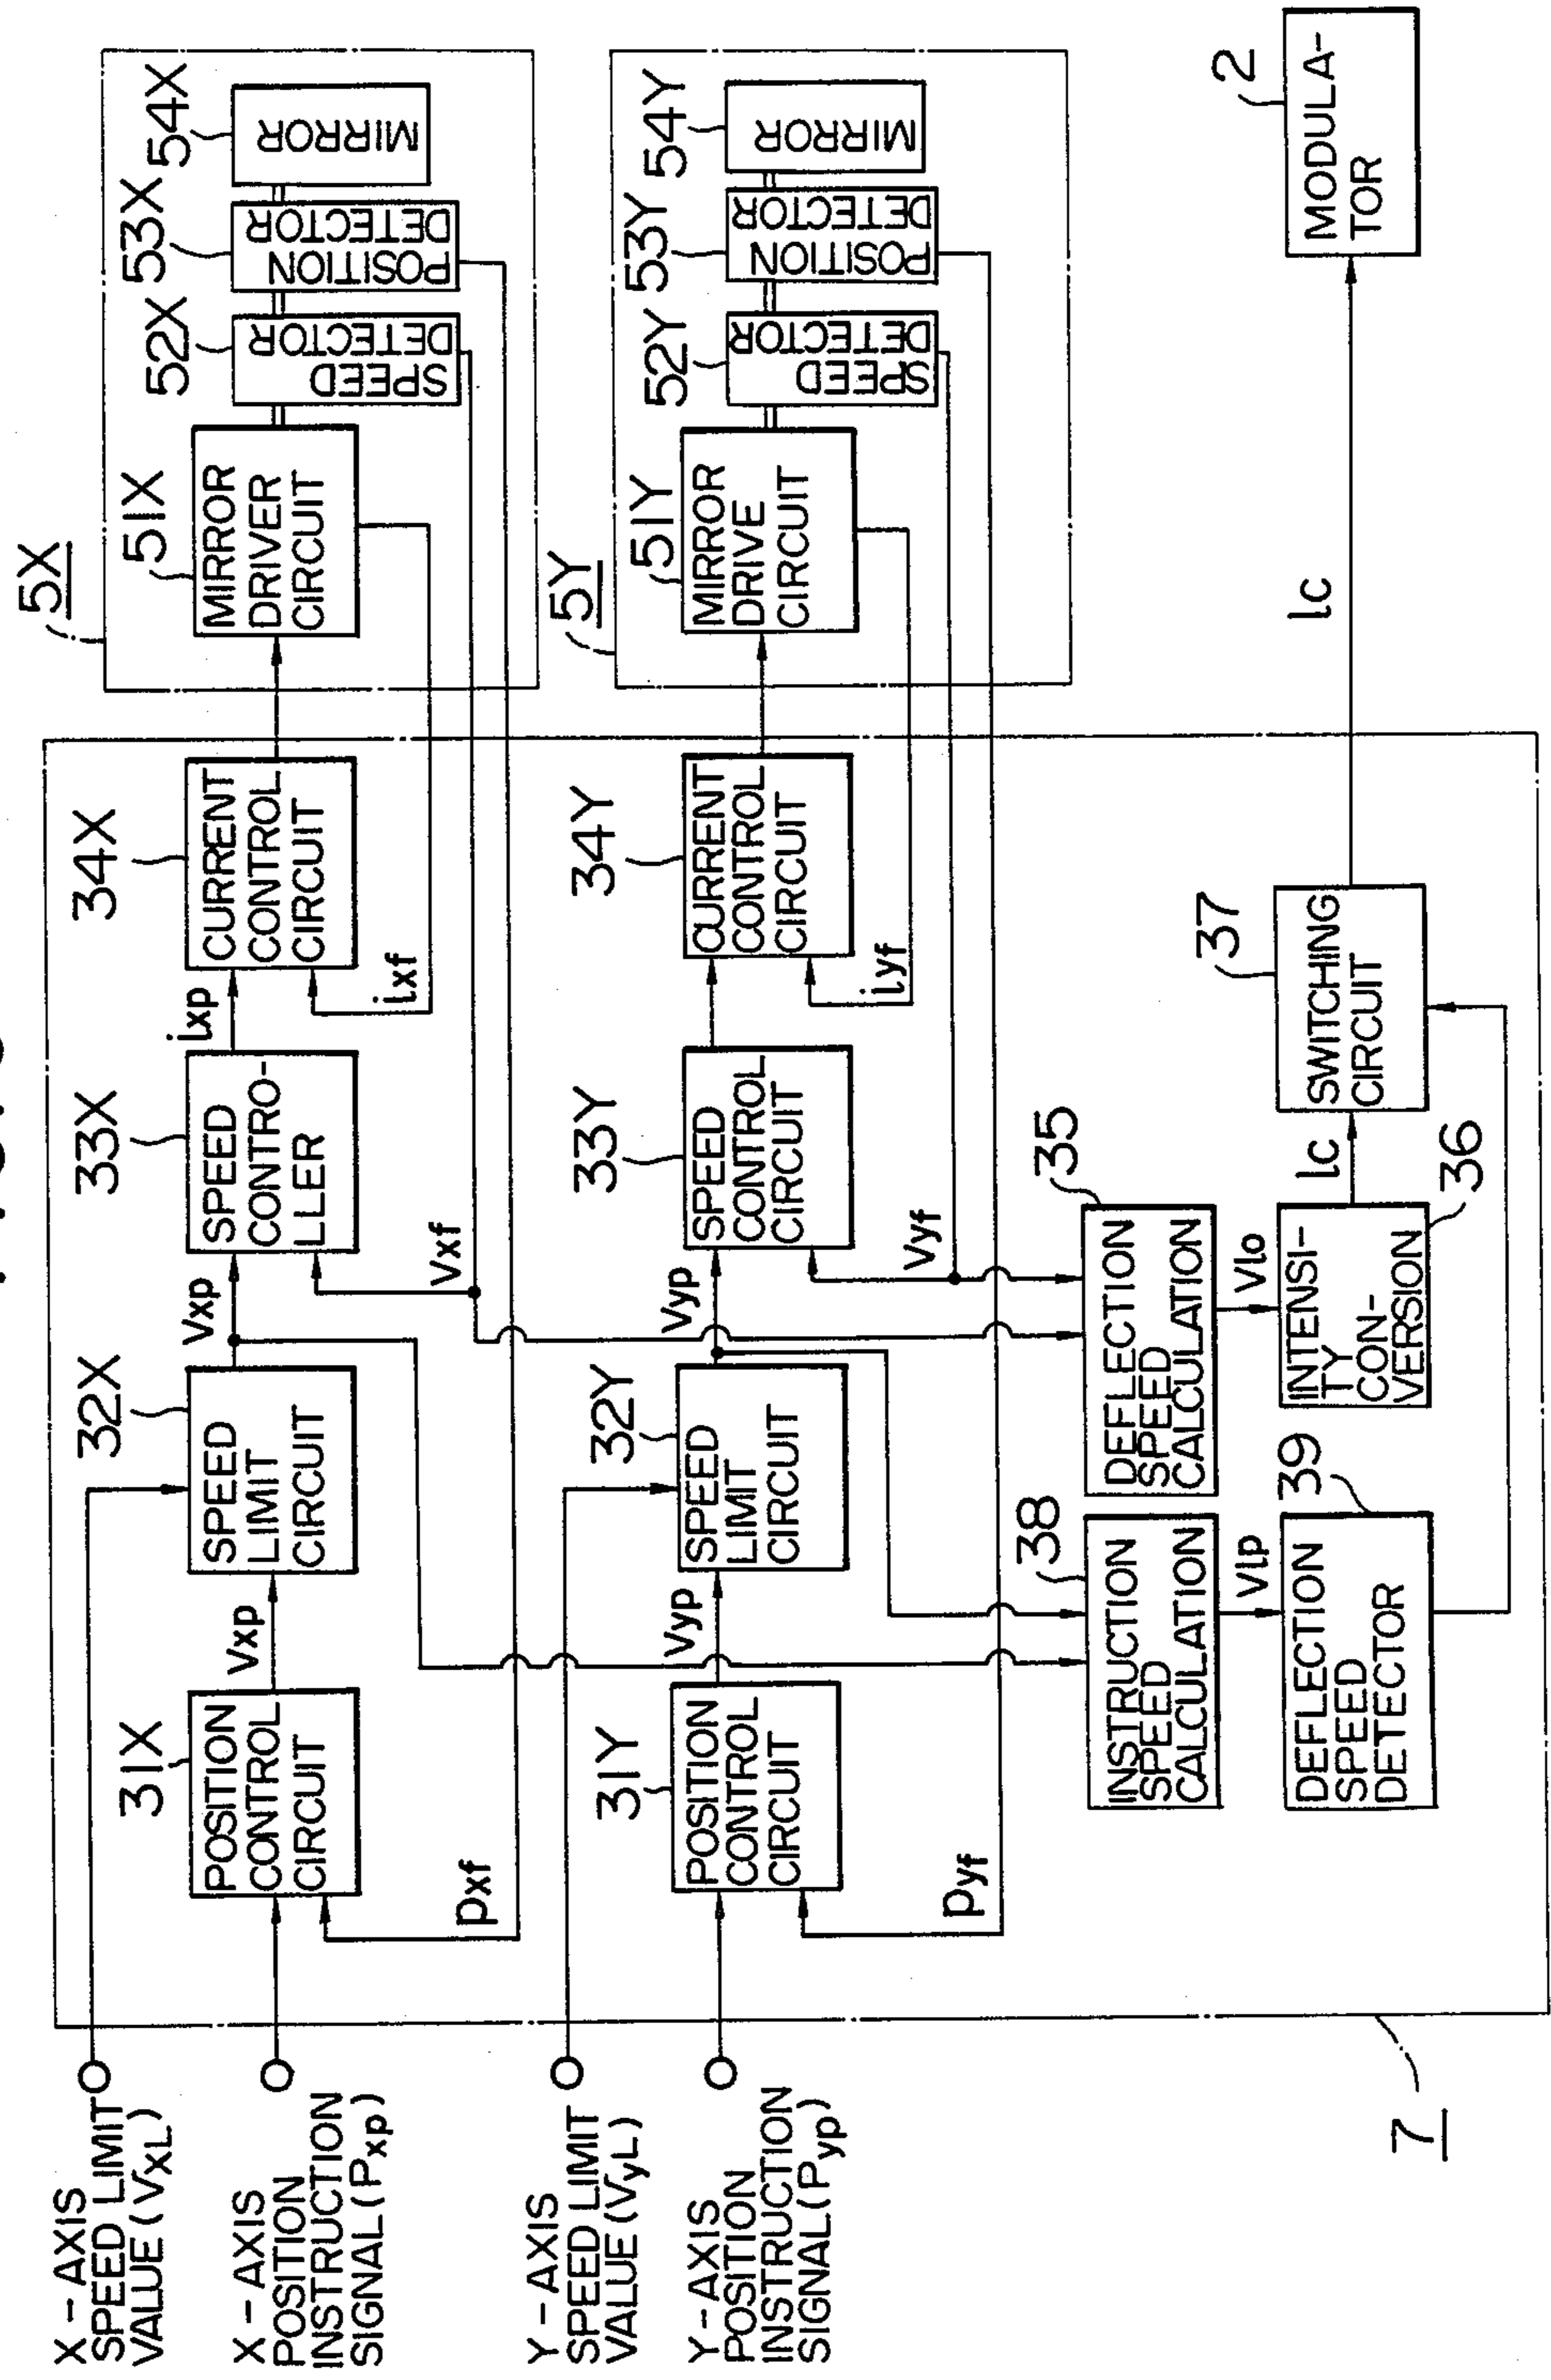 5X
51X
52X
53X
54X
MIRROR
DRIVER
CIRCUIT
SPEED
DETECTOR
POSITION
DETECTOR
MIRROR
5Y
51Y
52Y
53Y
54Y
MIRROR
DRIVE
CIRCUIT
SPEED
DETECTOR
POSITION
DETECTOR
MIRROR
X-AXIS
SPEED LIMIT
VALUE (VxL)
X-AXIS
POSITION
INSTRUCTION
SIGNAL (Pxp)
31X
POSITION
CONTROL
CIRCUIT
Vxp
32X
SPEED
LIMIT
CIRCUIT
Vxp
33X
SPEED
CONTRO-
LLER
ixp
34X
CURRENT
CONTROL
CIRCUIT
ixf
Vxf
Pxf
Y-AXIS
SPEED LIMIT
VALUE (VyL)
Y-AXIS
POSITION
INSTRUCTION
SIGNAL (Pyp)
31Y
POSITION
CONTROL
CIRCUIT
Vyp
32Y
SPEED
LIMIT
CIRCUIT
Vyp
33Y
SPEED
CONTROL
CIRCUIT
34Y
CURRENT
CONTROL
CIRCUIT
iyf
Vyf
Pyf
38
INSTRUCTION
SPEED
CALCULATION
35
DEFLECTION
SPEED
CALCULATION
Vlp
Vlo
39
DEFLECTION
SPEED
DETECTOR
36
INTENSI-
TY
CON-
VERSION
lc
37
SWITCHING
CIRCUIT
lc
2
MODULA-
TOR
7